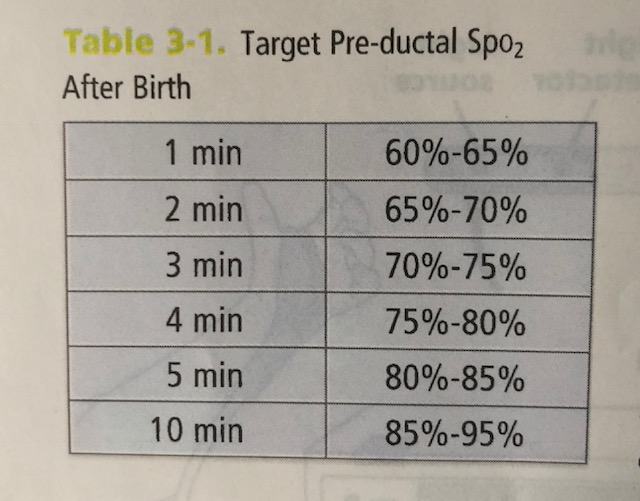 Table 3-1. Target Pre-ductal Spo₂
After Birth
1 min 60%-65%
2 min 65%-70%
3 min 70%-75%
4 min 75%-80%
5 min 80%-85%
10 min 85%-95%